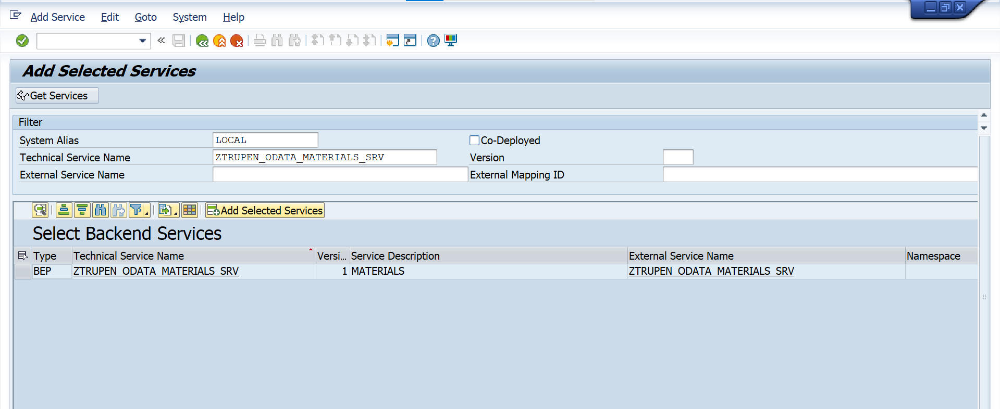 Add Service Edit Goto System Help
Add Selected Services
Get Services
Filter
System Alias LOCAL Co-Deployed
Technical Service Name ZTRUPEN_ODATA_MATERIALS_SRV Version
External Service Name External Mapping ID
Add Selected Services
Select Backend Services
Type Technical Service Name Versi... Service Description External Service Name Namespace
BEP ZTRUPEN_ODATA_MATERIALS_SRV 1 MATERIALS ZTRUPEN_ODATA_MATERIALS_SRV